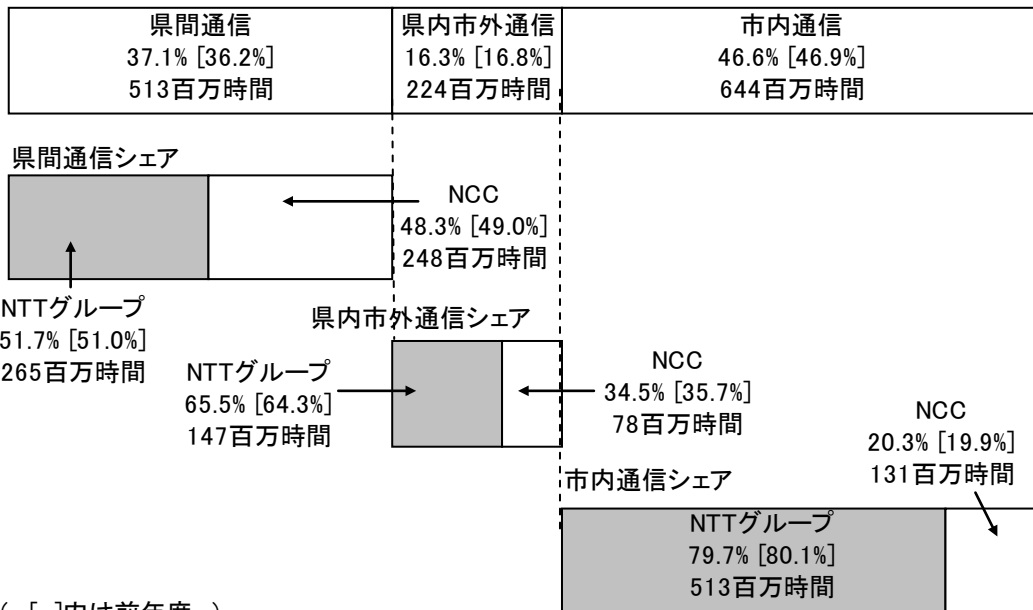 県間通信
37.1% [36.2%]
513百万時間
県内市外通信
16.3% [16.8%]
224百万時間
市内通信
46.6% [46.9%]
644百万時間
県間通信シェア
NCC
48.3% [49.0%]
248百万時間
NTTグループ
51.7% [51.0%]
265百万時間
県内市外通信シェア
NTTグループ
65.5% [64.3%]
147百万時間
NCC
34.5% [35.7%]
78百万時間
NCC
20.3% [19.9%]
131百万時間
市内通信シェア
NTTグループ
79.7% [80.1%]
513百万時間
( [ ]内は前年度 )